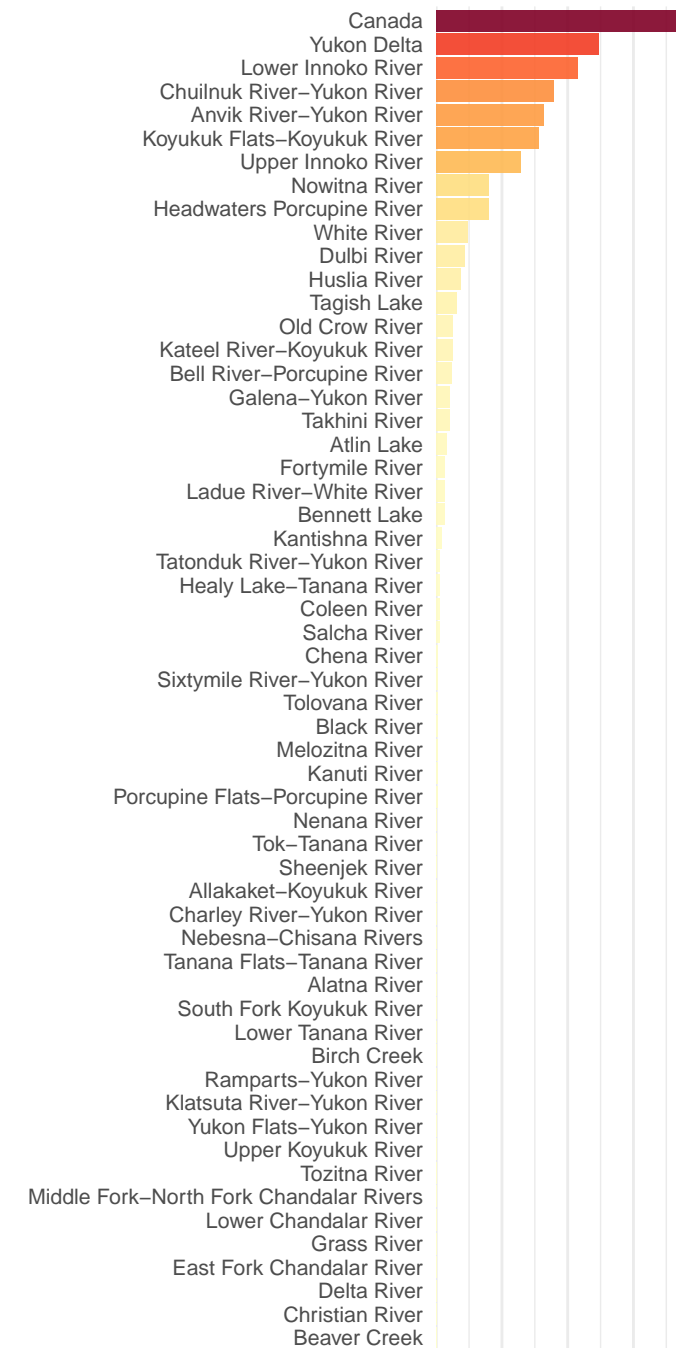 Canada
Yukon Delta
Lower Innoko River
Chuilnuk River−Yukon River
Anvik River−Yukon River
Koyukuk Flats−Koyukuk River
Upper Innoko River
Nowitna River
Headwaters Porcupine River
White River
Dulbi River
Huslia River
Tagish Lake
Old Crow River
Kateel River−Koyukuk River
Bell River−Porcupine River
Galena−Yukon River
Takhini River
Atlin Lake
Fortymile River
Ladue River−White River
Bennett Lake
Kantishna River
Tatonduk River−Yukon River
Healy Lake−Tanana River
Coleen River
Salcha River
Chena River
Sixtymile River−Yukon River
Tolovana River
Black River
Melozitna River
Kanuti River
Porcupine Flats−Porcupine River
Nenana River
Tok−Tanana River
Sheenjek River
Allakaket−Koyukuk River
Charley River−Yukon River
Nebesna−Chisana Rivers
Tanana Flats−Tanana River
Alatna River
South Fork Koyukuk River
Lower Tanana River
Birch Creek
Ramparts−Yukon River
Klatsuta River−Yukon River
Yukon Flats−Yukon River
Upper Koyukuk River
Tozitna River
Middle Fork−North Fork Chandalar Rivers
Lower Chandalar River
Grass River
East Fork Chandalar River
Delta River
Christian River
Beaver Creek